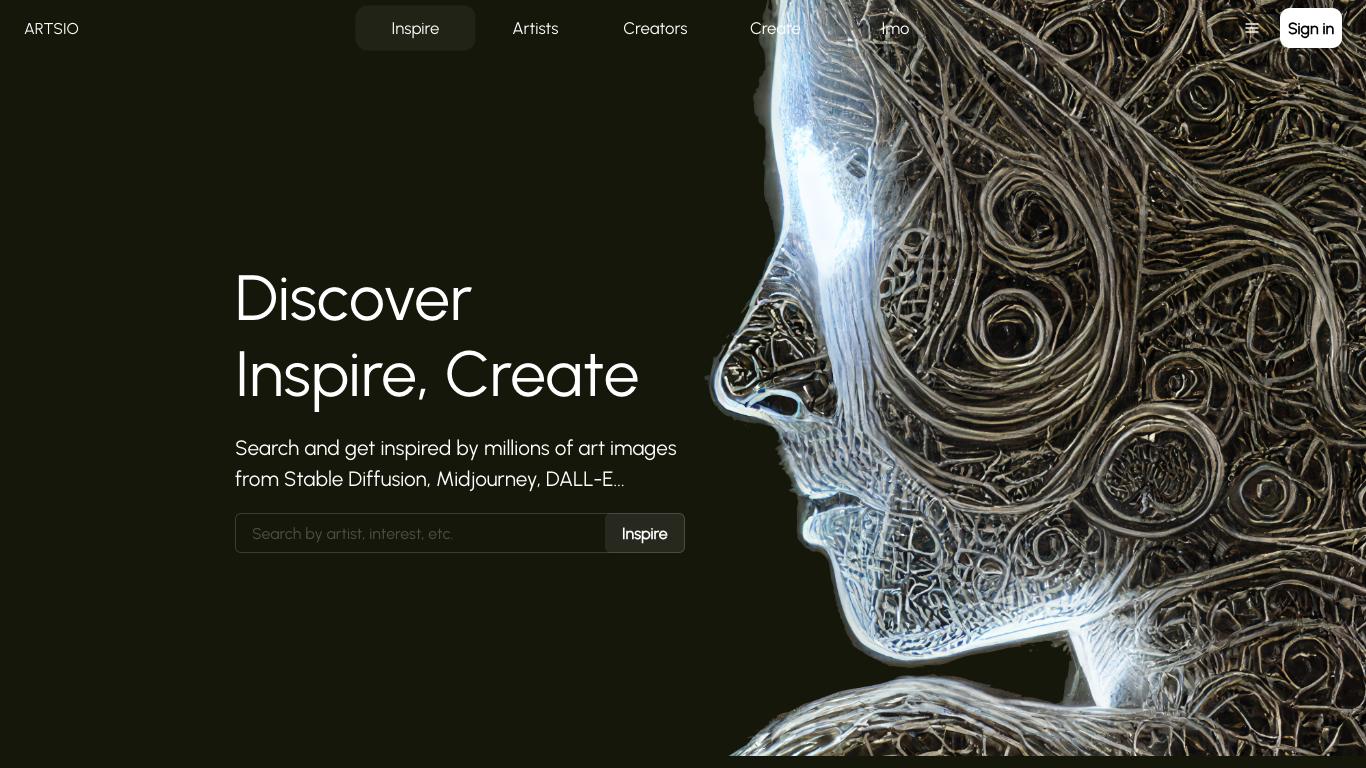 ARTSIO
Inspire
Artists
Creators
Create
Imo
Sign in
Discover
Inspire, Create
Search and get inspired by millions of art images
from Stable Diffusion, Midjourney, DALL-E...
Search by artist, interest, etc.
Inspire